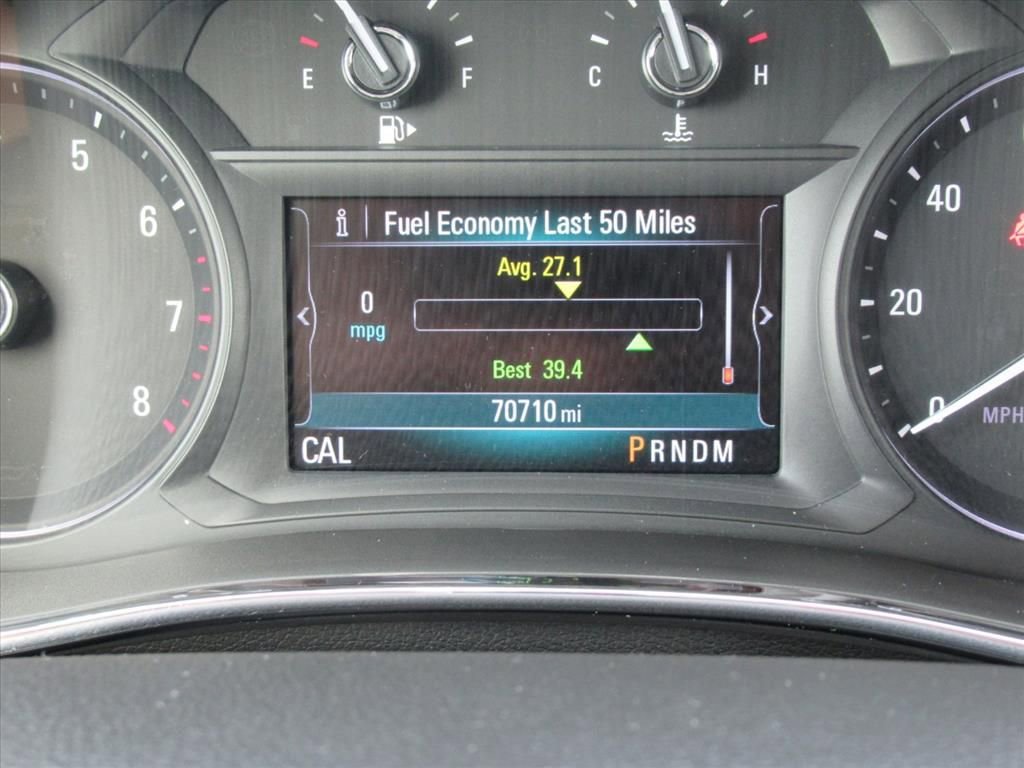 E F
C H
5
6
7
8
i Fuel Economy Last 50 Miles
Avg. 27.1
0
mpg
Best 39.4
70710 mi
CAL
PRNDM
40
20
0
MPH